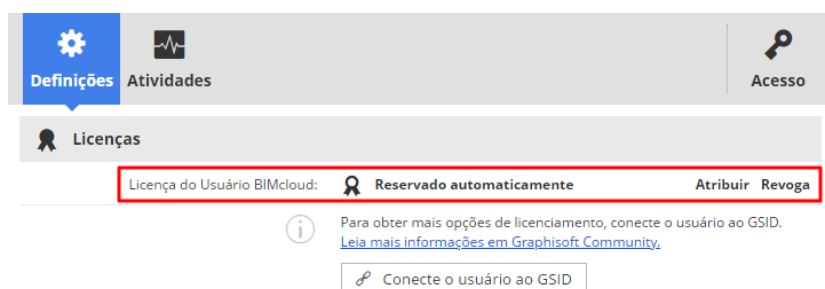 Definições Atividades Acesso
Licenças
Licença do Usuário BIMcloud: Reservado automaticamente Atribuir Revoga
Para obter mais opções de licenciamento, conecte o usuário ao GSID.
Leia mais informações em Graphisoft Community.
Conecte o usuário ao GSID